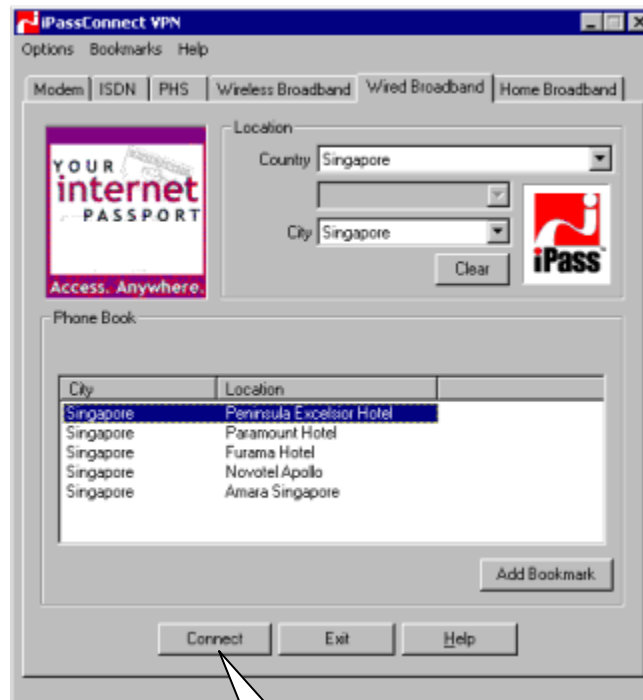 iPassConnect VPN
Options Bookmarks Help
Modem ISDN PHS Wireless Broadband Wired Broadband Home Broadband
YOUR
internet
PASSPORT
Access. Anywhere.
Location
Country Singapore
City Singapore
Clear
iPass
Phone Book
City Location
Singapore Peninsula Excelsior Hotel
Singapore Paramount Hotel
Singapore Furama Hotel
Singapore Novotel Apollo
Singapore Amara Singapore
Add Bookmark
Connect Exit Help